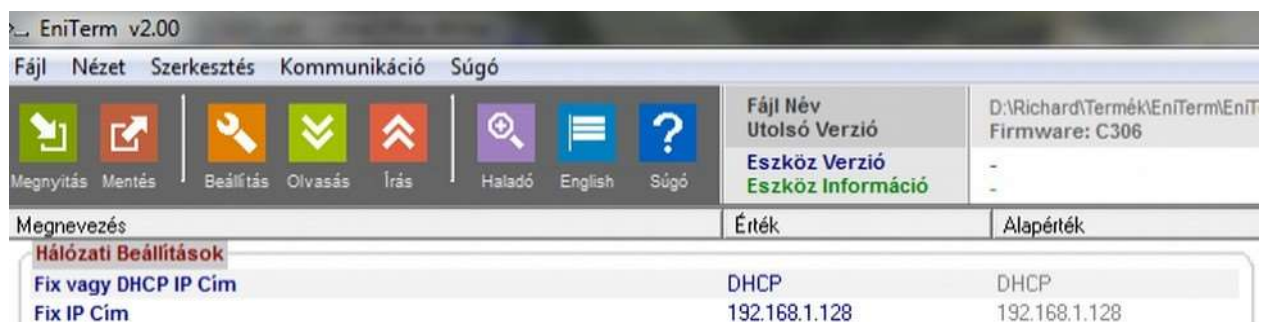 EniTerm v2.00
Fájl Nézet Szerkesztés Kommunikáció Súgó
Megnyitás Mentés Beállítás Olvasás Írás Haladó English Súgó
Fájl Név D:\Richard\Termék\EniTerm\EniT
Utolsó Verzió Firmware: C306
Eszköz Verzió -
Eszköz Információ -
Megnevezés Érték Alapérték
Hálózati Beállítások
Fix vagy DHCP IP Cím DHCP DHCP
Fix IP Cím 192.168.1.128 192.168.1.128